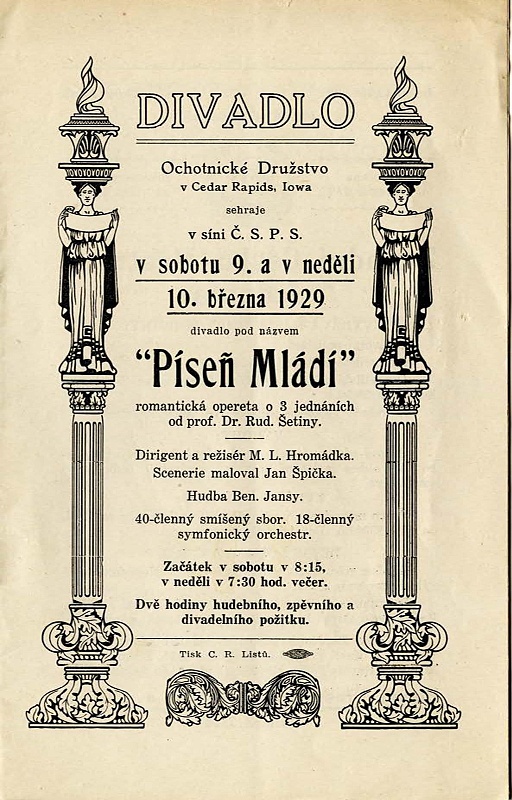 DIVADLO
Ochotnické Družstvo
v Cedar Rapids, Iowa
sehraje
v síni Č. S. P. S.
v sobotu 9. a v neděli
10. března 1929
divadlo pod názvem
“Píseň Mládí”
romantická opereta o 3 jednáních
od prof. Dr. Rud. Šetiny.
Dirigent a režisér M. L. Hromádka.
Scenerie maloval Jan Špička.
Hudba Ben. Jansy.
40-členný smíšený sbor. 18-členný
symfonický orchestr.
Začátek v sobotu v 8:15,
v neděli v 7:30 hod. večer.
Dvě hodiny hudebního, zpěvního a
divadelního požitku.
Tisk C. R. Listů.